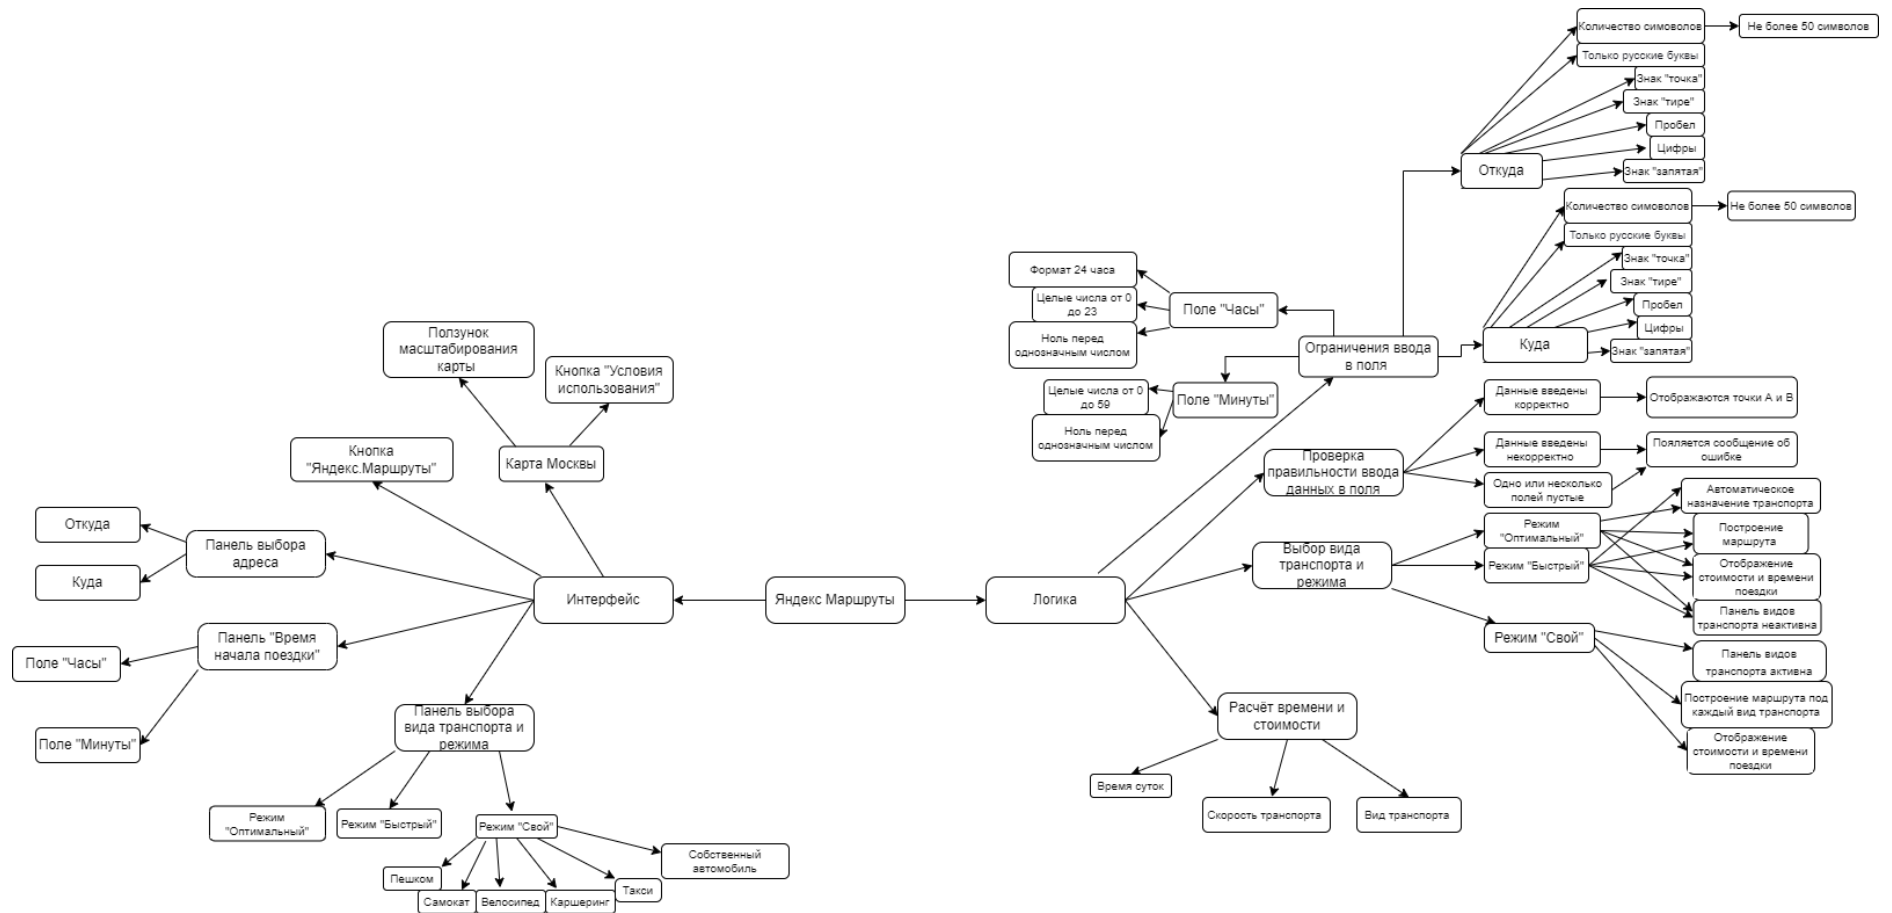 Яндекс Маршруты
Интерфейс
Карта Москвы
Ползунок
масштабирования
карты
Кнопка "Условия
использования"
Кнопка
"Яндекс.Маршруты"
Панель выбора
адреса
Откуда
Куда
Панель "Время
начала поездки"
Поле "Часы"
Поле "Минуты"
Панель выбора
вида транспорта и
режима
Режим
"Оптимальный"
Режим "Быстрый"
Режим "Свой"
Пешком
Самокат
Велосипед
Каршеринг
Такси
Собственный
автомобиль
Логика
Ограничения ввода
в поля
Поле "Часы"
Формат 24 часа
Целые числа от 0
до 23
Ноль перед
однозначным числом
Поле "Минуты"
Целые числа от 0
до 59
Ноль перед
однозначным числом
Откуда
Количество симоволов
Не более 50 символов
Только русские буквы
Знак "точка"
Знак "тире"
Пробел
Цифры
Знак "запятая"
Куда
Количество симоволов
Не более 50 символов
Только русские буквы
Знак "точка"
Знак "тире"
Пробел
Цифры
Знак "запятая"
Проверка
правильности ввода
данных в поля
Данные введены
корректно
Отображаются точки А и В
Данные введены
некорректно
Пояляется сообщение об
ошибке
Одно или несколько
полей пустые
Выбор вида
транспорта и
режима
Режим
"Оптимальный"
Режим "Быстрый"
Автоматическое
назначение транспорта
Построение
маршрута
Отображение
стоимости и времени
поездки
Панель видов
транспорта неактивна
Режим "Свой"
Панель видов
транспорта активна
Построение маршрута под
каждый вид транспорта
Отображение
стоимости и времени
поездки
Расчёт времени и
стоимости
Время суток
Скорость транспорта
Вид транспорта